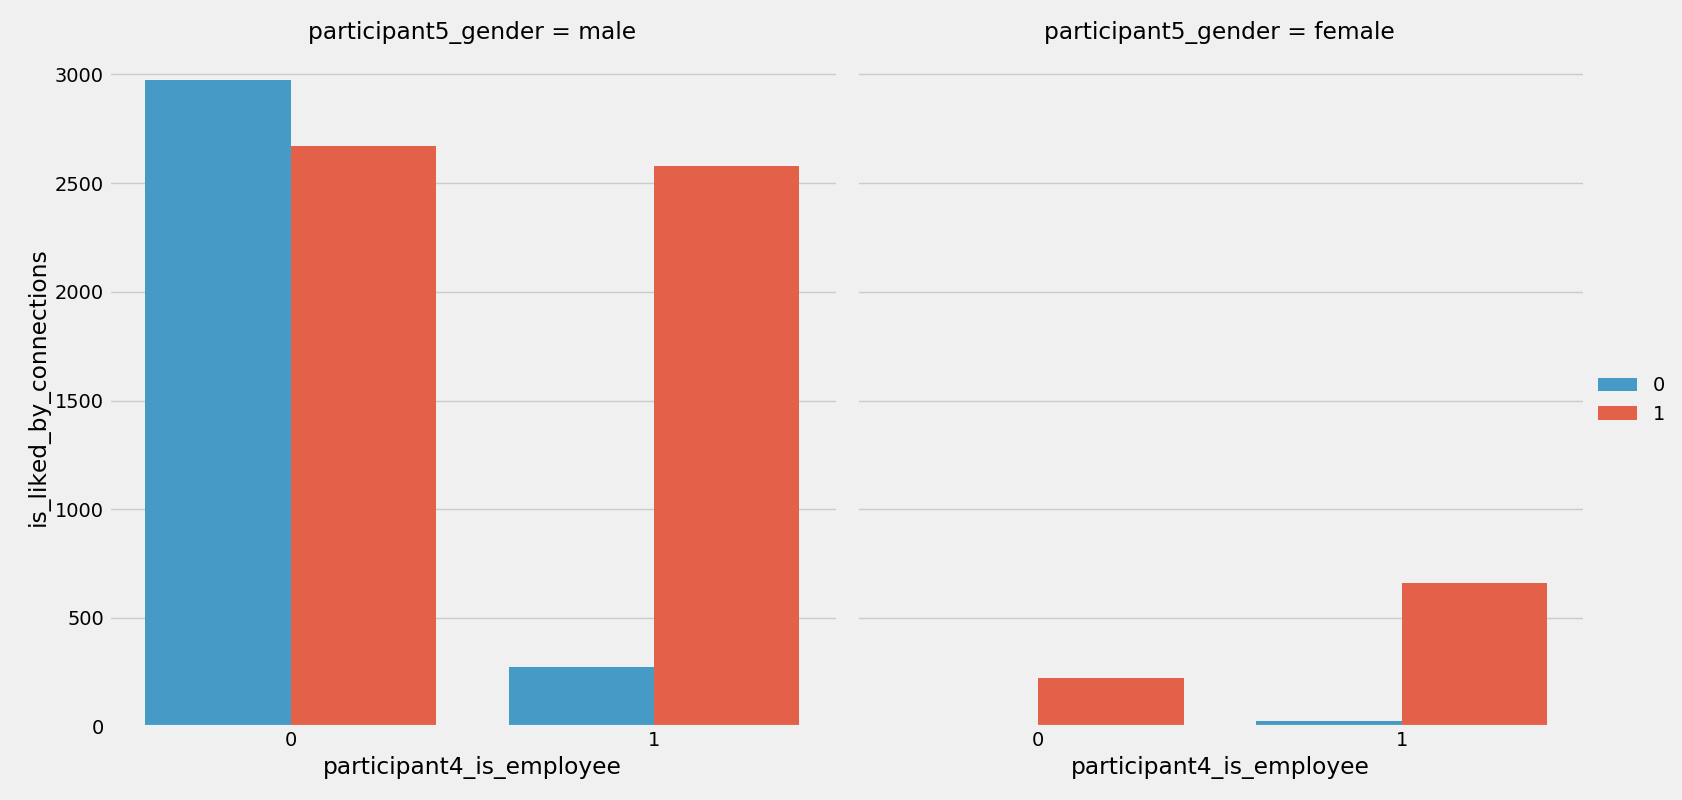 participant5_gender = male
participant5_gender = female
is_liked_by_connections
3000
2500
2000
1500
1000
500
0
0 1
0 1
participant4_is_employee
participant4_is_employee
0
1